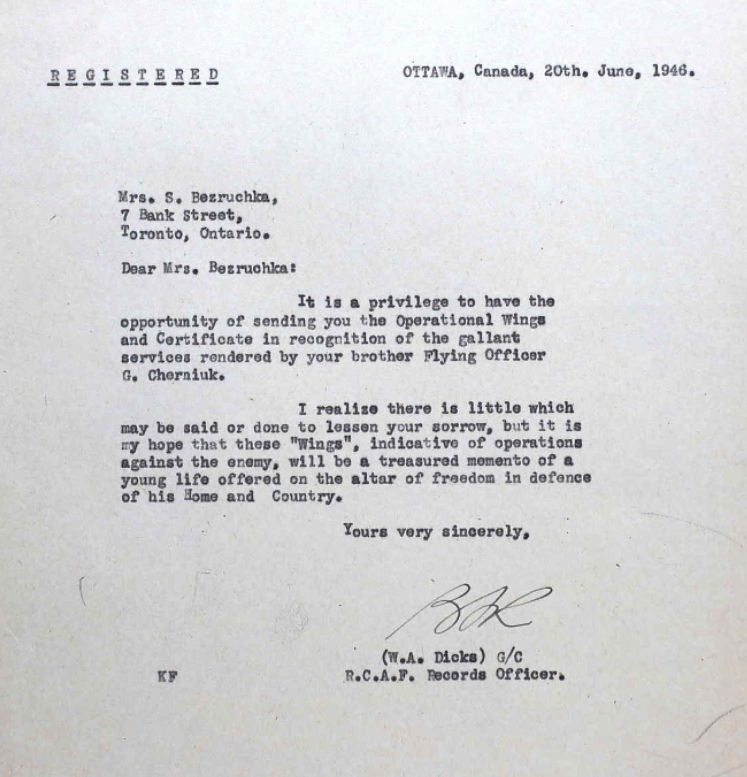 REGISTERED
OTTAWA, Canada, 20th. June, 1946.
Mrs. S. Bezruchka,
7 Bank Street,
Toronto, Ontario.
Dear Mrs. Bezruchka:
It is a privilege to have the
opportunity of sending you the Operational Wings
and Certificate in recognition of the gallant
services rendered by your brother Flying Officer
G. Cherniuk.
I realize there is little which
may be said or done to lessen your sorrow, but it is
my hope that these "Wings", indicative of operations
against the enemy, will be a treasured memento of a
young life offered on the altar of freedom in defence
of his Home and Country.
Yours very sincerely,
(W.A. Dicks) G/C
KF
R.C.A.F. Records Officer.